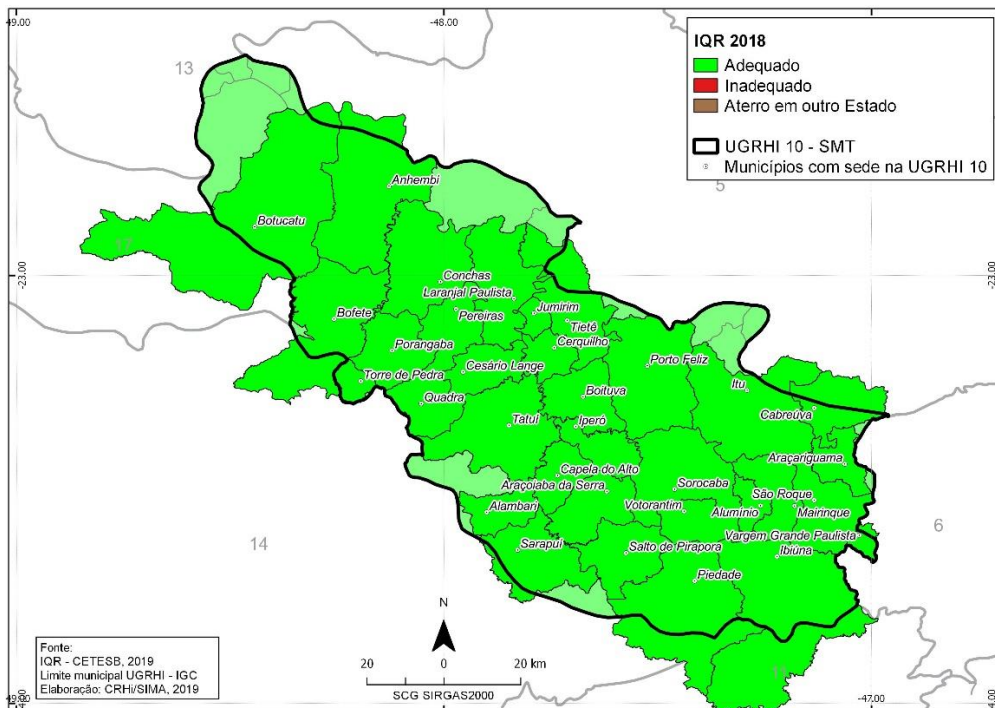 -49.00
-48.00
13
IQR 2018
Adequado
Inadequado
Aterro em outro Estado
UGRHI 10 - SMT
Municípios com sede na UGRHI 10
5
Anhembi
Botucatu
17
-23.00
-23.00
Conchas
Laranjal Paulista
Jumirim
Bofete
Pereiras
Tietê
Cerquilho
Porangaba
Porto Feliz
Cesário Lange
Torre de Pedra
Itu
Boituva
Quadra
Cabreúva
Tatuí
Iperó
Araçariguama
Capela do Alto
Araçoiaba da Serra
Sorocaba
São Roque
Alambari
Votorantim
Alumínio
Mairinque
6
Vargem Grande Paulista
14
Sarapuí
Salto de Pirapora
Ibiúna
Piedade
N
Fonte:
IQR - CETESB, 2019
Limite municipal UGRHI - IGC
Elaboração: CRHi/SIMA, 2019
20 0 20 km
SCG SIRGAS2000
11
-47.00